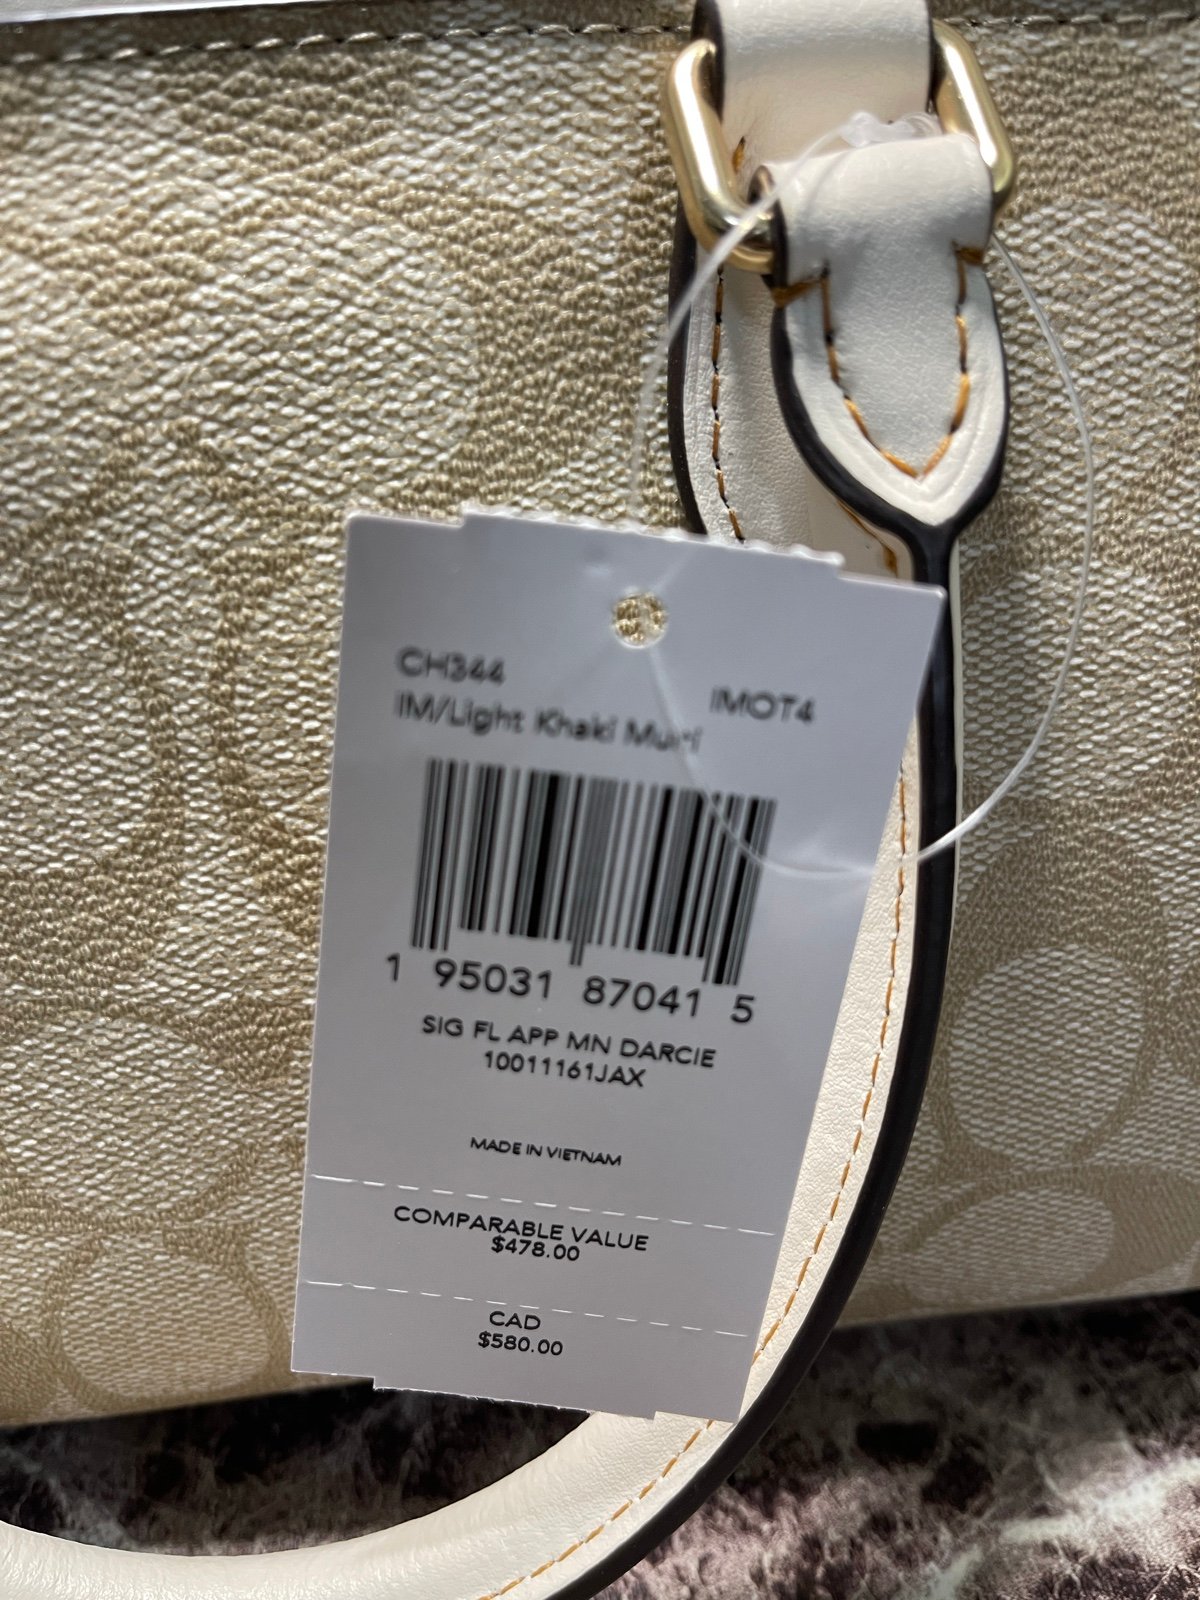 CH344
IMOT4
IM/Light Khaki Multi
1 95031 87041 5
SIG FL APP MN DARCIE
10011161JAX
MADE IN VIETNAM
COMPARABLE VALUE
$478.00
CAD
$580.00